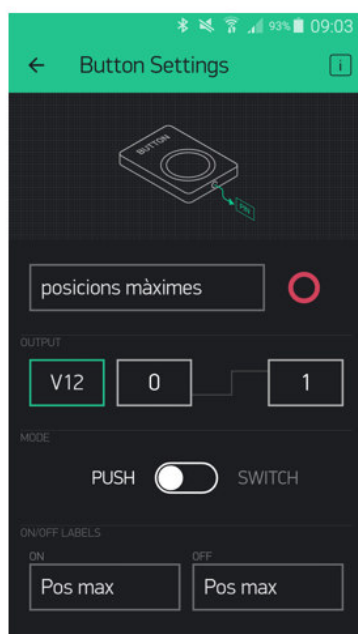 93% 09:03
Button Settings
i
BUTTON
PIN
posicions màximes
OUTPUT
V12 0 1
MODE
PUSH SWITCH
ON/OFF LABELS
ON OFF
Pos max Pos max